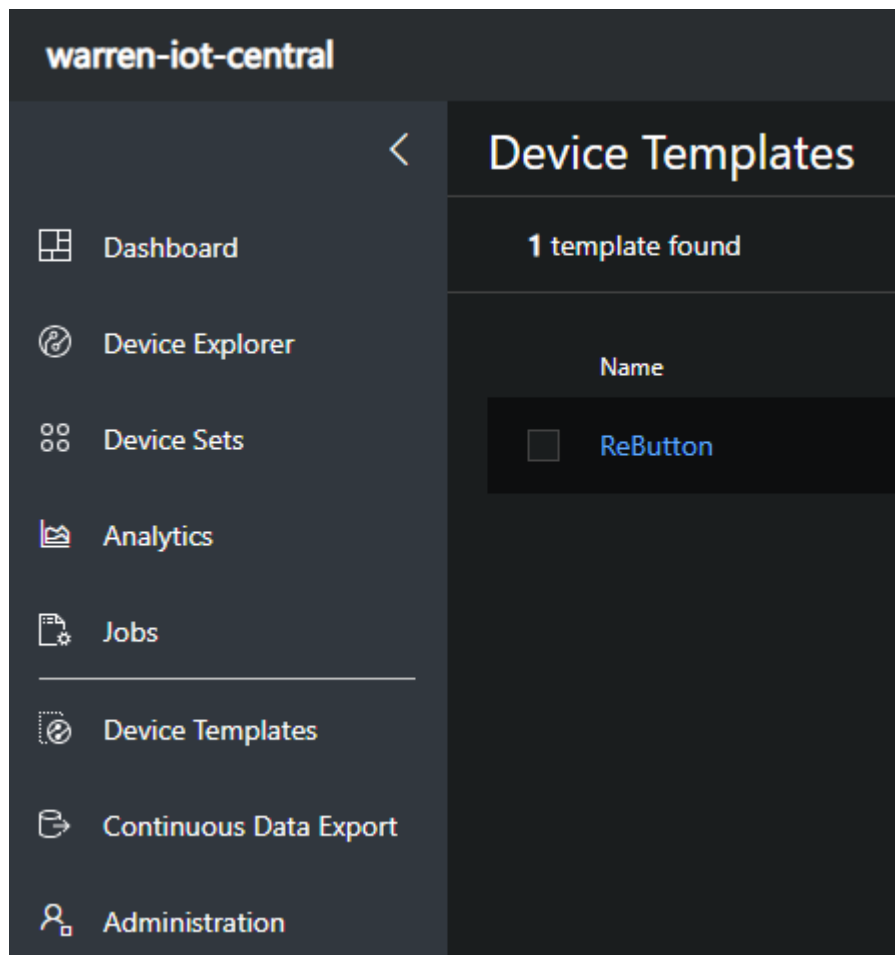 warren-iot-central
Dashboard
Device Explorer
Device Sets
Analytics
Jobs
Device Templates
Continuous Data Export
Administration
Device Templates
1 template found
Name
ReButton